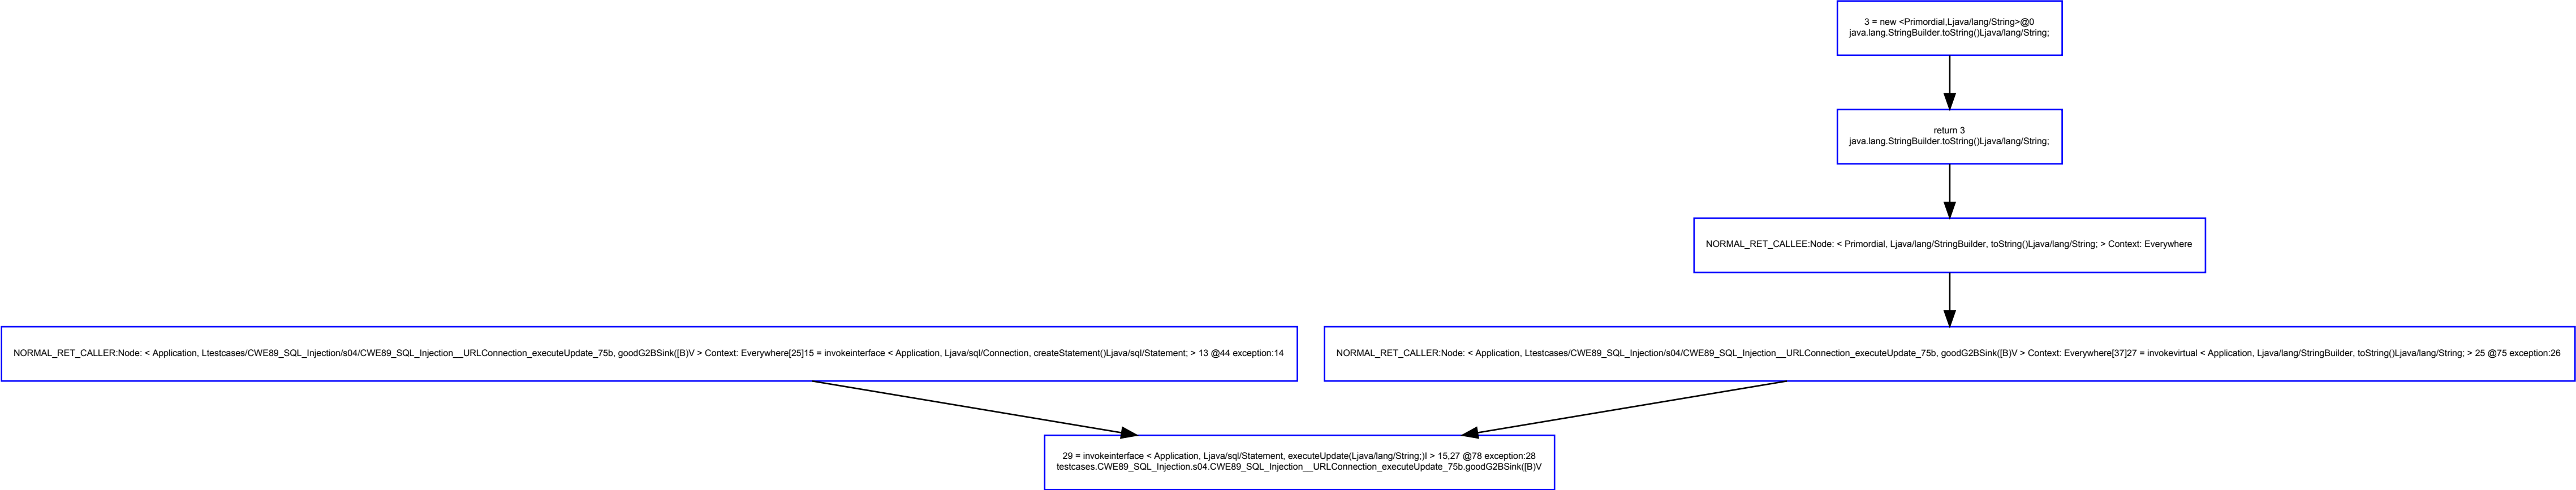 3 = new <Primordial,Ljava/lang/String>@0
java.lang.StringBuilder.toString()Ljava/lang/String;
return 3
java.lang.StringBuilder.toString()Ljava/lang/String;
NORMAL_RET_CALLEE:Node: < Primordial, Ljava/lang/StringBuilder, toString()Ljava/lang/String; > Context: Everywhere
NORMAL_RET_CALLER:Node: < Application, Ltestcases/CWE89_SQL_Injection/s04/CWE89_SQL_Injection__URLConnection_executeUpdate_75b, goodG2BSink([B)V > Context: Everywhere[25]15 = invokeinterface < Application, Ljava/sql/Connection, createStatement()Ljava/sql/Statement; > 13 @44 exception:14
NORMAL_RET_CALLER:Node: < Application, Ltestcases/CWE89_SQL_Injection/s04/CWE89_SQL_Injection__URLConnection_executeUpdate_75b, goodG2BSink([B)V > Context: Everywhere[37]27 = invokevirtual < Application, Ljava/lang/StringBuilder, toString()Ljava/lang/String; > 25 @75 exception:26
29 = invokeinterface < Application, Ljava/sql/Statement, executeUpdate(Ljava/lang/String;)I > 15,27 @78 exception:28
testcases.CWE89_SQL_Injection.s04.CWE89_SQL_Injection__URLConnection_executeUpdate_75b.goodG2BSink([B)V